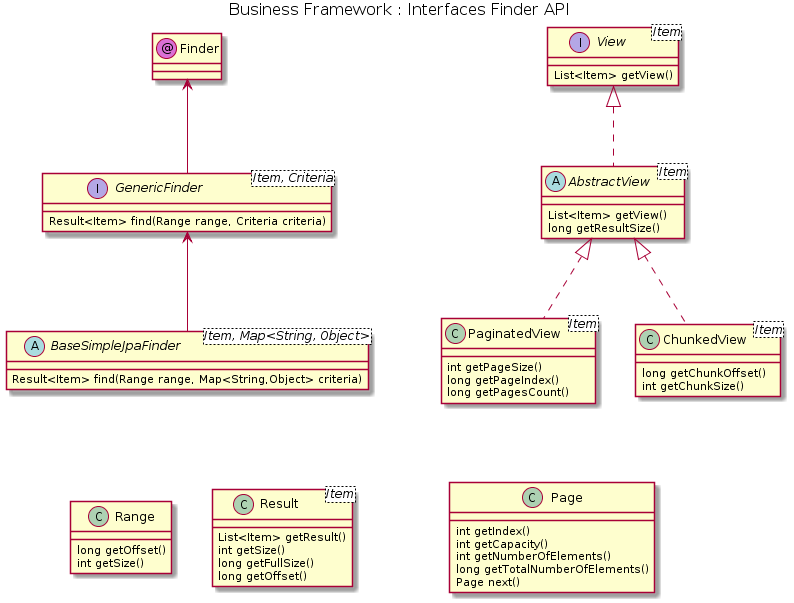 Business Framework : Interfaces Finder API
@ Finder
I View
Item
List<Item> getView()
I GenericFinder
Item, Criteria
Result<Item> find(Range range, Criteria criteria)
A AbstractView
Item
List<Item> getView()
long getResultSize()
A BaseSimpleJpaFinder
Item, Map<String, Object>
Result<Item> find(Range range, Map<String,Object> criteria)
C PaginatedView
Item
int getPageSize()
long getPageIndex()
long getPagesCount()
C ChunkedView
Item
long getChunkOffset()
int getChunkSize()
C Range
long getOffset()
int getSize()
C Result
Item
List<Item> getResult()
int getSize()
long getFullSize()
long getOffset()
C Page
int getIndex()
int getCapacity()
int getNumberOfElements()
long getTotalNumberOfElements()
Page next()